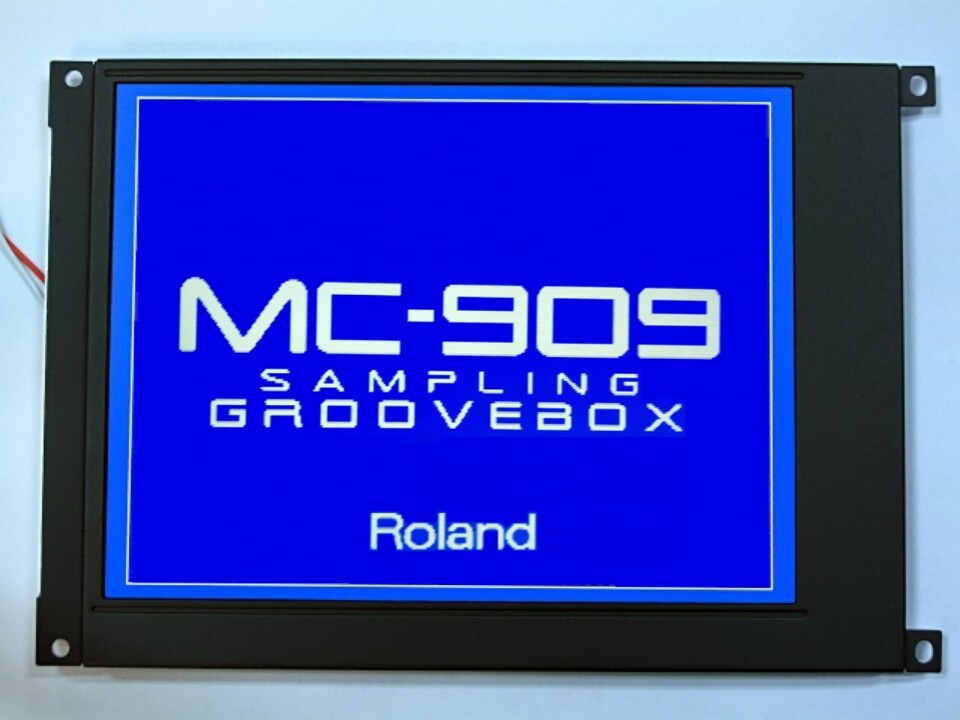 MC-909
SAMPLING
GROOVEBOX
Roland